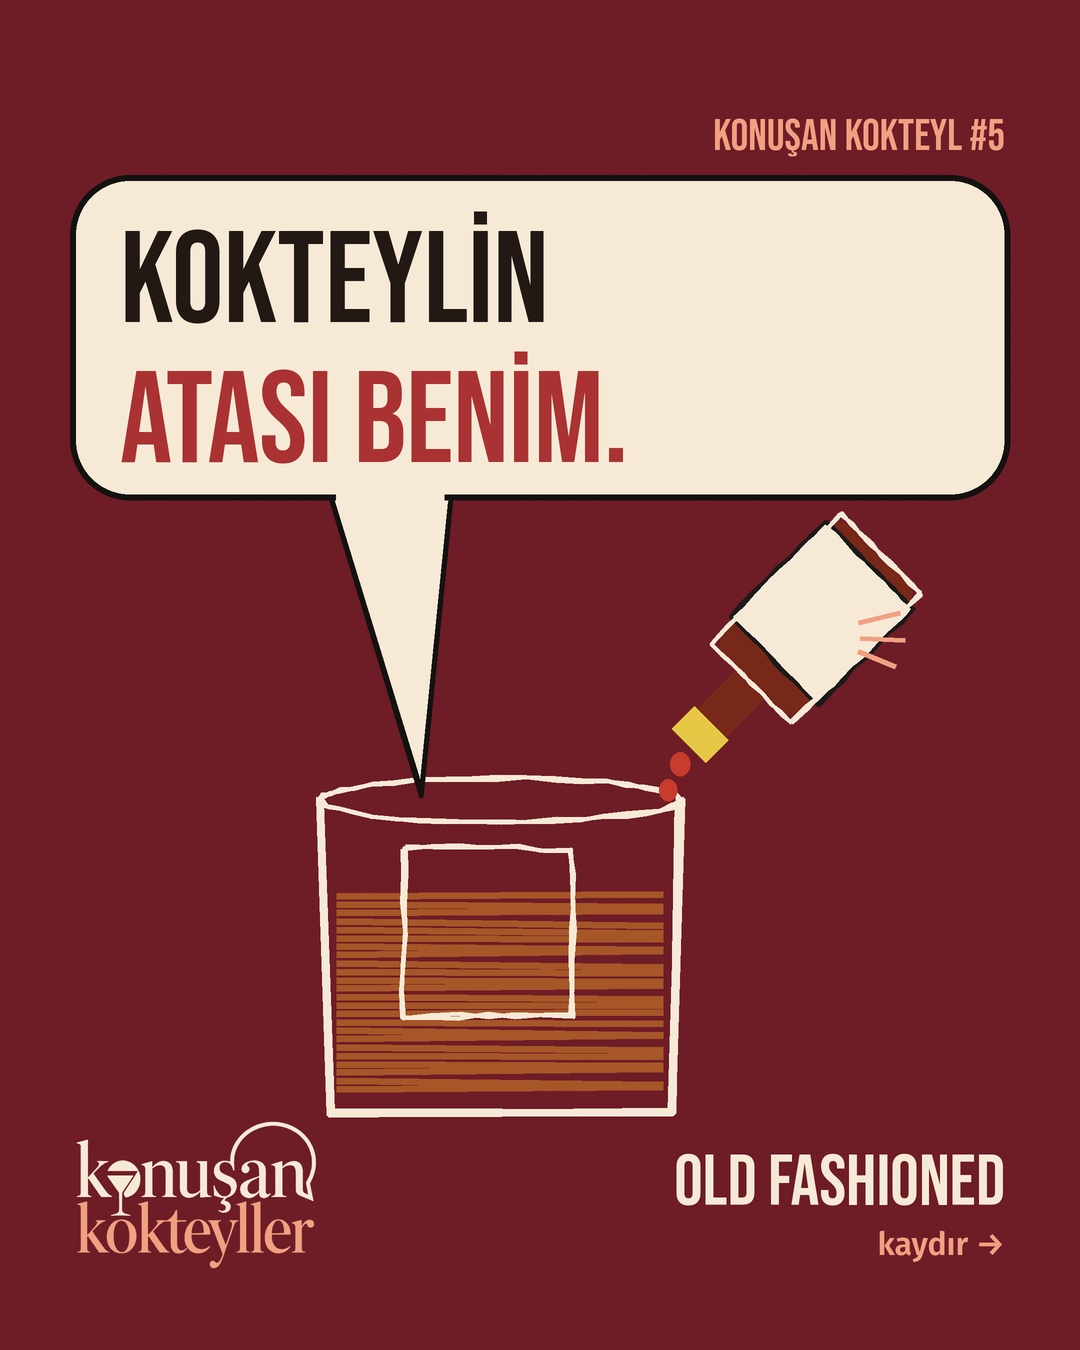 KONUŞAN KOKTEYL #5
KOKTEYLİN
ATASI BENİM.
konuşan
kokteyller
OLD FASHIONED
kaydır →